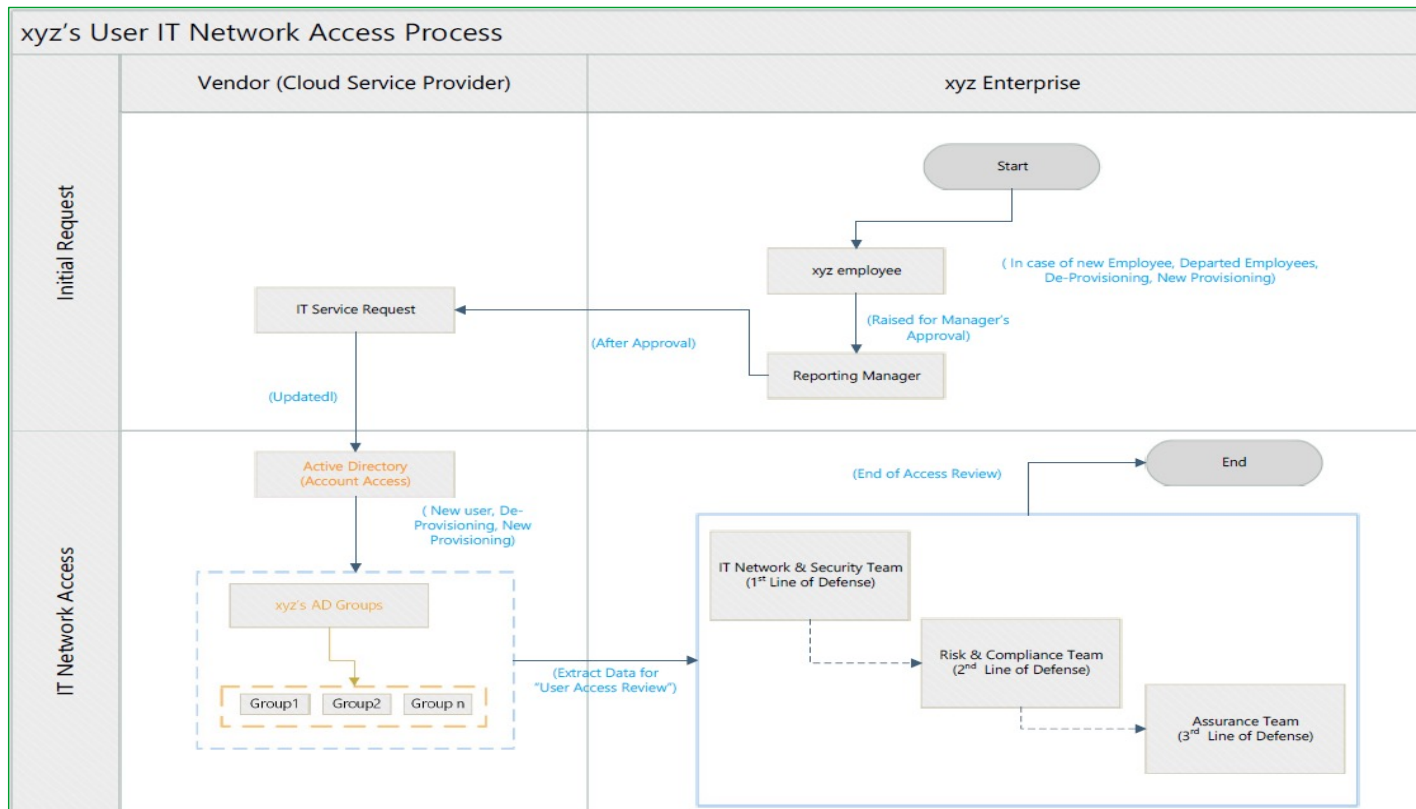 xyz's User IT Network Access Process
Vendor (Cloud Service Provider)
xyz Enterprise
Initial Request
Start
xyz employee
( In case of new Employee, Departed Employees,
De-Provisioning, New Provisioning)
IT Service Request
(Raised for Manager's
Approval)
(After Approval)
Reporting Manager
(Updatedl)
IT Network Access
Active Directory
(Account Access)
(End of Access Review)
End
( New user, De-
Provisioning, New
Provisioning)
IT Network & Security Team
(1st Line of Defense)
xyz's AD Groups
Risk & Compliance Team
(2nd Line of Defense)
(Extract Data for
"User Access Review")
Group1
Group2
Group n
Assurance Team
(3rd Line of Defense)